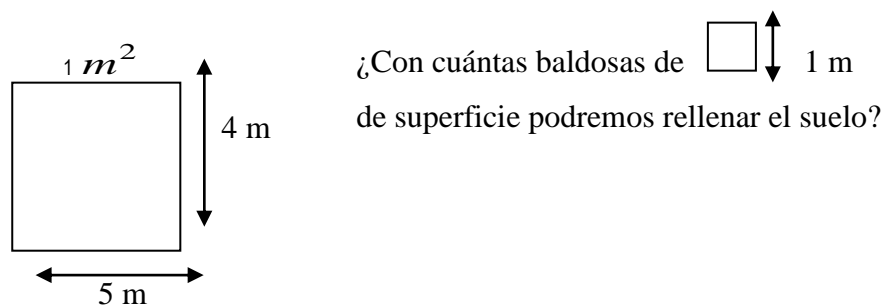 1 m²
4 m
5 m
¿Con cuántas baldosas de 1 m
de superficie podremos rellenar el suelo?